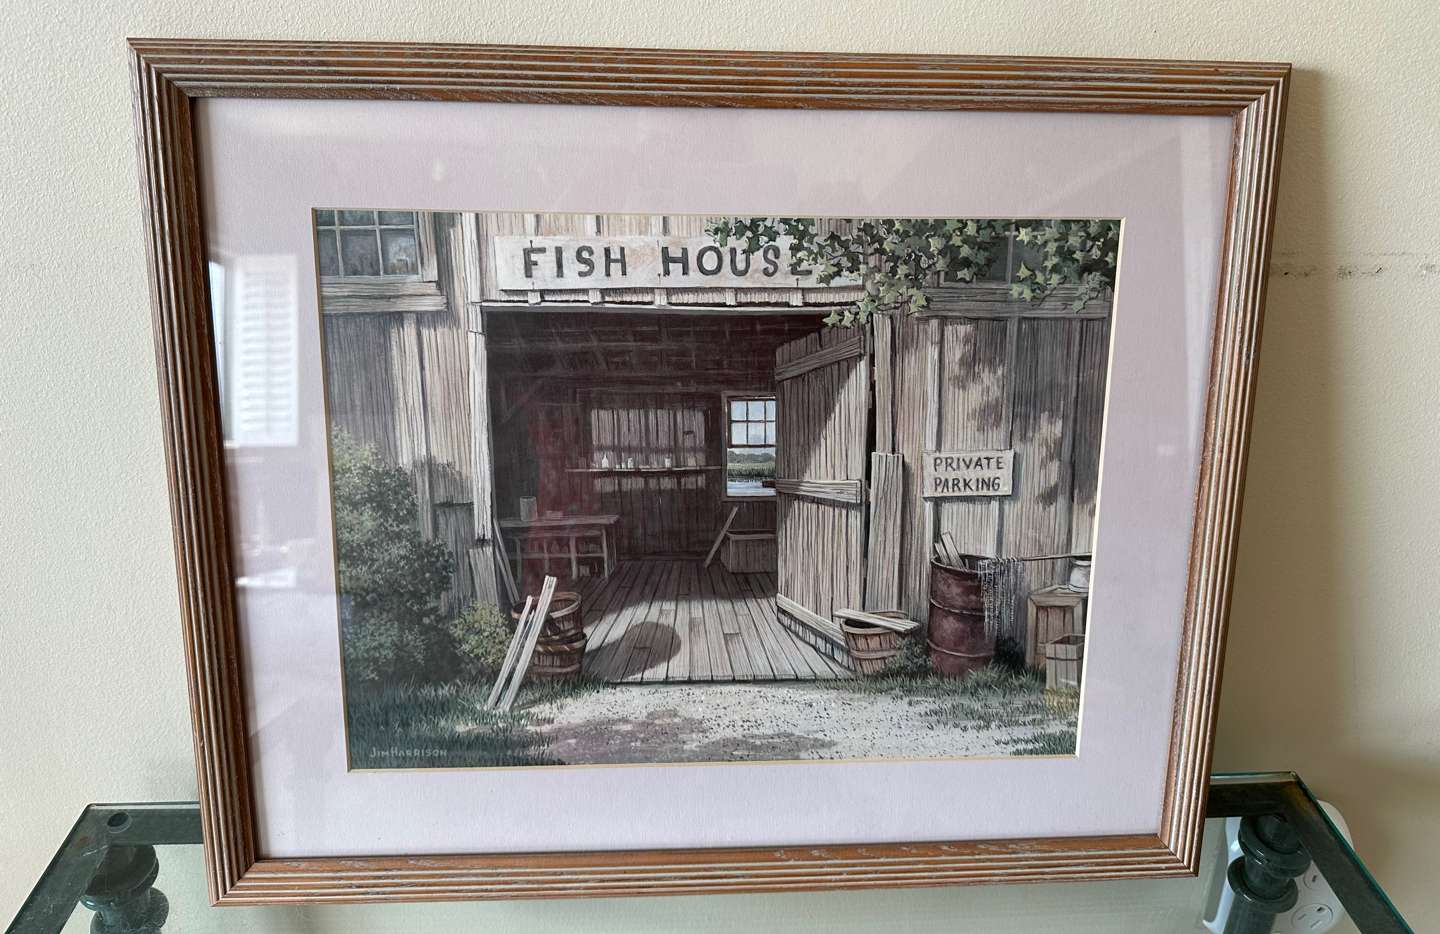 FISH HOUSE
PRIVATE
PARKING
JIM HARRISON